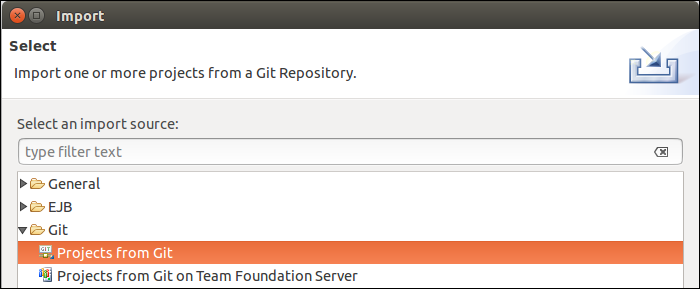 Import
Select
Import one or more projects from a Git Repository.
Select an import source:
type filter text
General
EJB
Git
GIT
Projects from Git
Projects from Git on Team Foundation Server